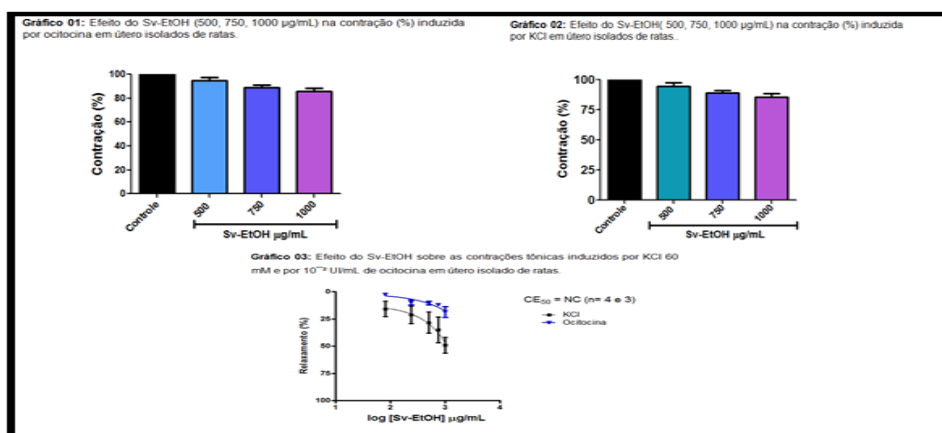 Gráfico 01: Efeito do Sv-EtOH (500, 750, 1000 µg/mL) na contração (%) induzida
por ocitocina em útero isolados de ratas.
100
80
60
40
20
0
Contração (%)
Controle
500
750
1000
Sv-EtOH µg/mL
Gráfico 02: Efeito do Sv-EtOH( 500, 750, 1000 µg/mL) na contração (%) induzida
por KCl em útero isolados de ratas..
100
75
50
25
0
Contração (%)
Controle
500
750
1000
Sv-EtOH µg/mL
Gráfico 03: Efeito do Sv-EtOH sobre as contrações tônicas induzidos por KCl 60
mM e por 10⁻² UI/mL de ocitocina em útero isolado de ratas.
0
25
50
75
100
Relaxamento (%)
1
2
3
4
log [Sv-EtOH] µg/mL
CE₅₀ = NC (n= 4 e 3)
KCl
Ocitocina